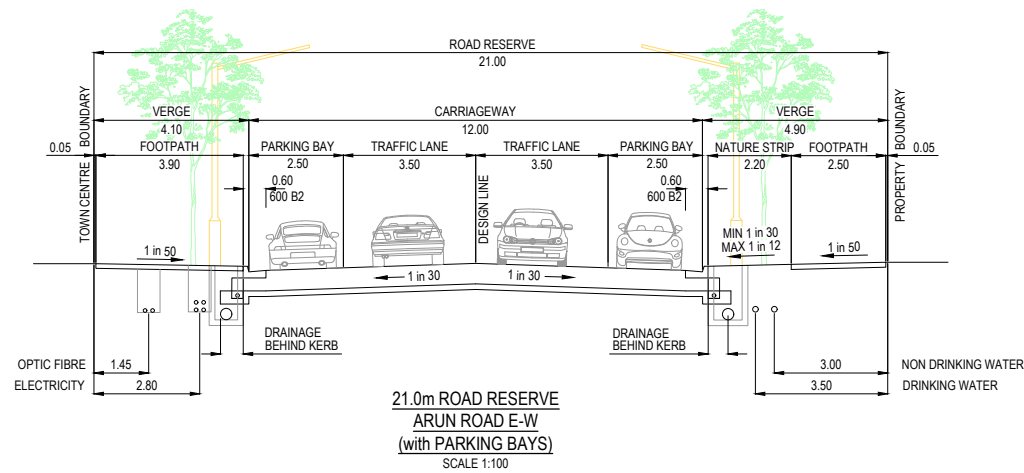 ROAD RESERVE
21.00
VERGE
4.10
CARRIAGEWAY
12.00
VERGE
4.90
0.05
FOOTPATH
3.90
PARKING BAY
2.50
TRAFFIC LANE
3.50
TRAFFIC LANE
3.50
PARKING BAY
2.50
NATURE STRIP
2.20
FOOTPATH
2.50
0.05
TOWN CENTRE BOUNDARY
0.60
600 B2
DESIGN LINE
0.60
600 B2
PROPERTY BOUNDARY
1 in 50
1 in 30
1 in 30
MIN 1 in 30
MAX 1 in 12
1 in 50
DRAINAGE
BEHIND KERB
DRAINAGE
BEHIND KERB
OPTIC FIBRE
1.45
3.00
NON DRINKING WATER
ELECTRICITY
2.80
3.50
DRINKING WATER
21.0m ROAD RESERVE
ARUN ROAD E-W
(with PARKING BAYS)
SCALE 1:100